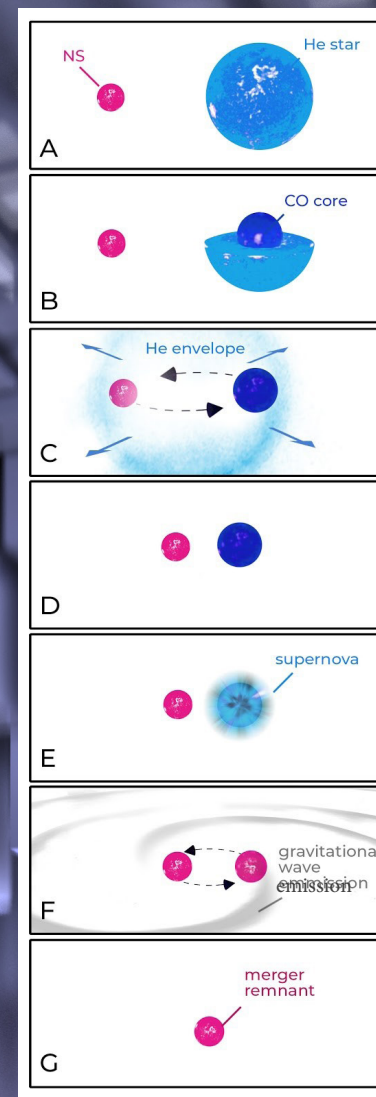 NS
He star
A
CO core
B
He envelope
C
D
supernova
E
gravitationa
wave
emission
F
merger
remnant
G